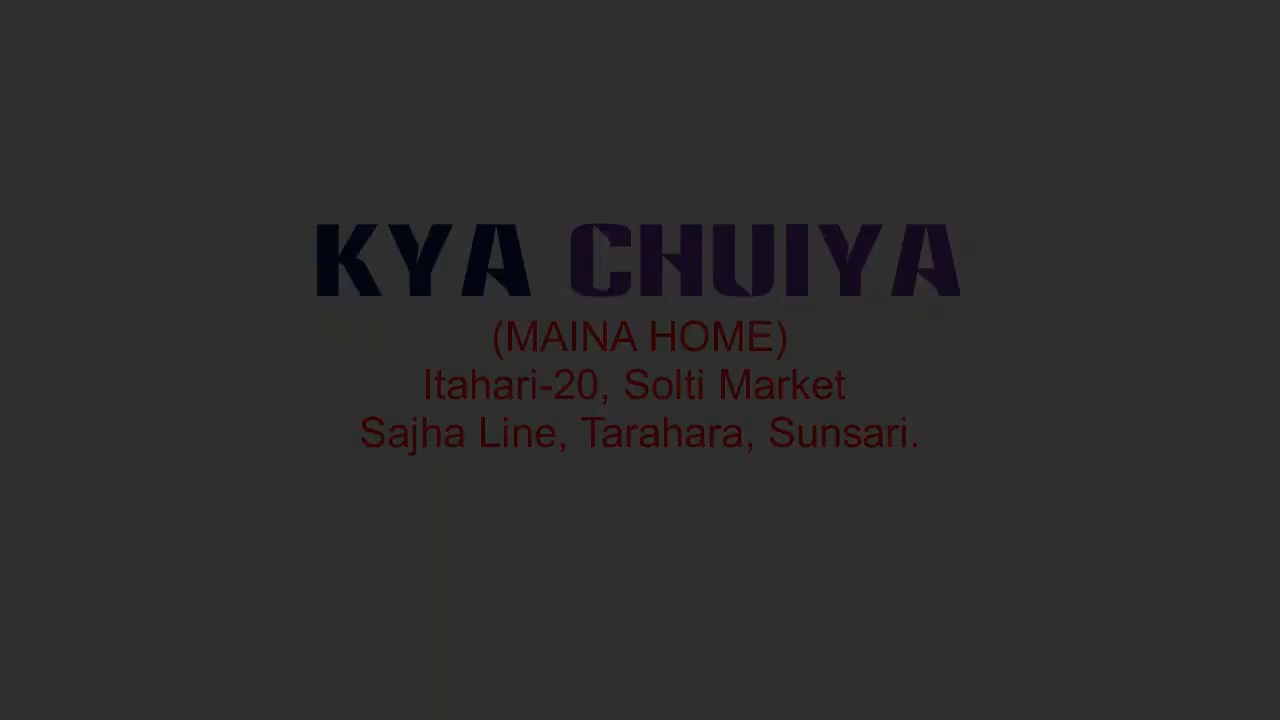 KYA CHUIYA
(MAINA HOME)
Itahari-20, Solti Market
Sajha Line, Tarahara, Sunsari.